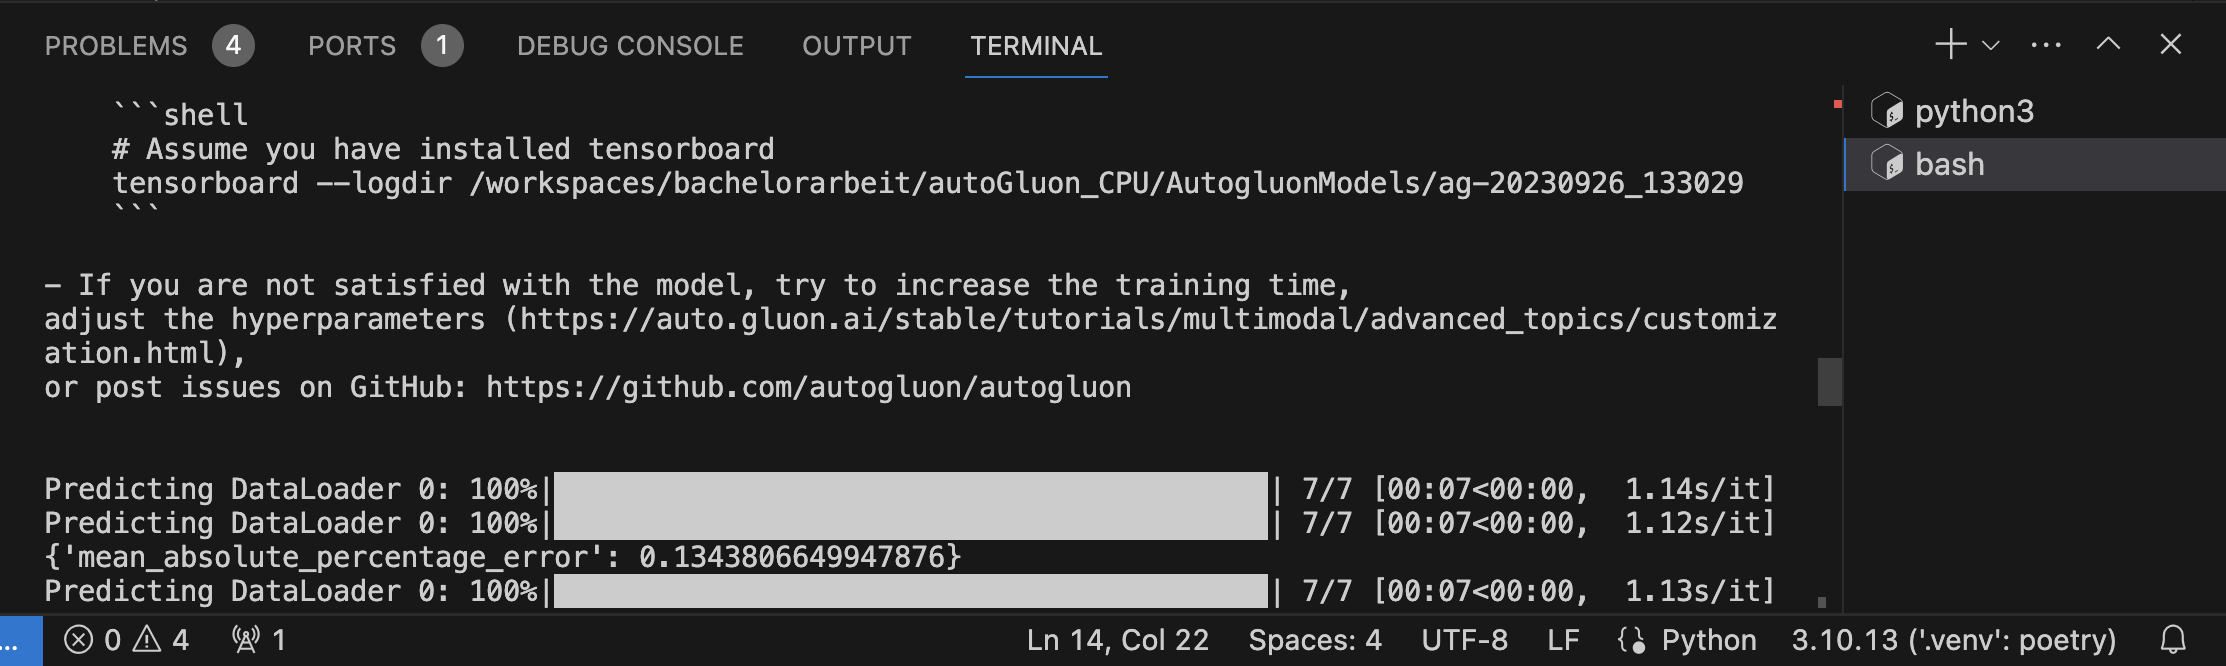 PROBLEMS 4 PORTS 1 DEBUG CONSOLE OUTPUT TERMINAL
```shell
# Assume you have installed tensorboard
tensorboard --logdir /workspaces/bachelorarbeit/autoGluon_CPU/AutogluonModels/ag-20230926_133029
```
- If you are not satisfied with the model, try to increase the training time,
adjust the hyperparameters (https://auto.gluon.ai/stable/tutorials/multimodal/advanced_topics/customiz
ation.html),
or post issues on GitHub: https://github.com/autogluon/autogluon
Predicting DataLoader 0: 100%| | 7/7 [00:07<00:00, 1.14s/it]
Predicting DataLoader 0: 100%| | 7/7 [00:07<00:00, 1.12s/it]
{'mean_absolute_percentage_error': 0.1343806649947876}
Predicting DataLoader 0: 100%| | 7/7 [00:07<00:00, 1.13s/it]
python3
bash
... 0 4 1 Ln 14, Col 22 Spaces: 4 UTF-8 LF Python 3.10.13 ('.venv': poetry)